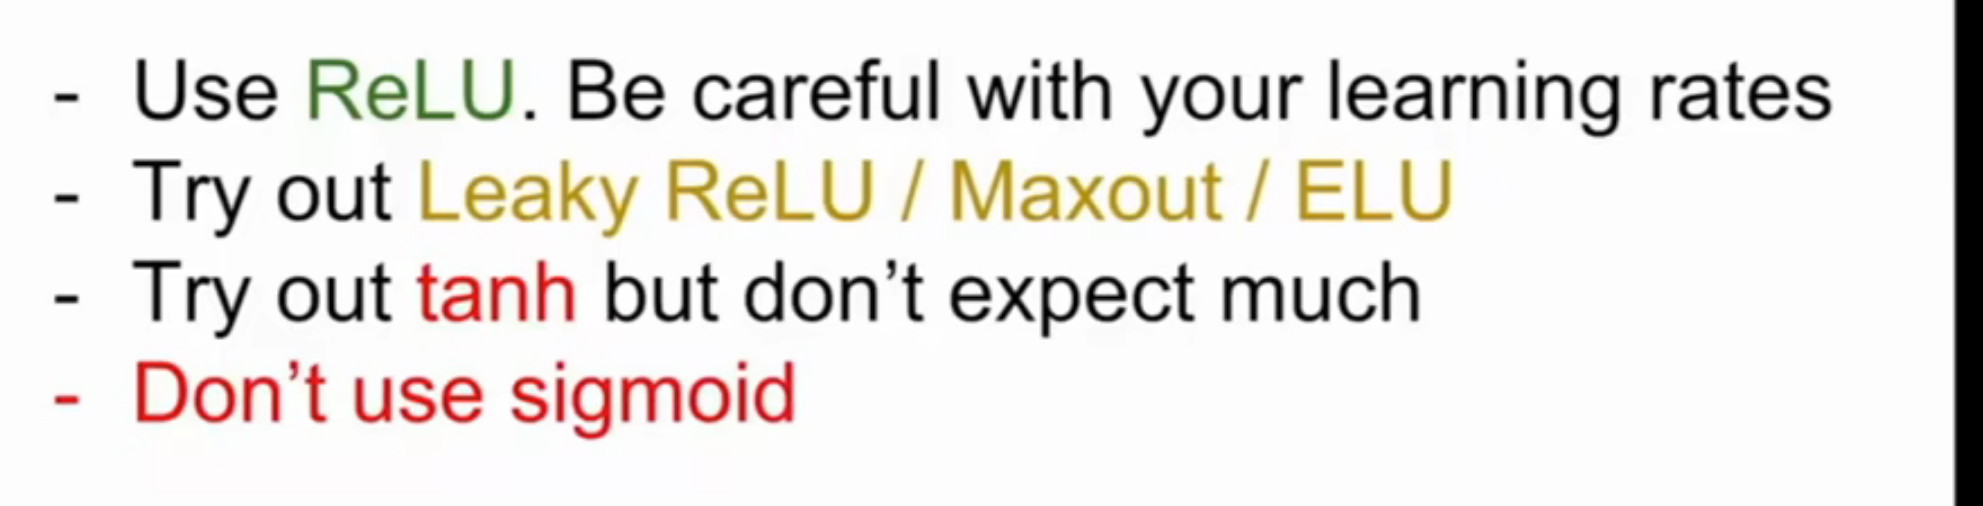 - Use ReLU. Be careful with your learning rates
- Try out Leaky ReLU / Maxout / ELU
- Try out tanh but don’t expect much
- Don’t use sigmoid